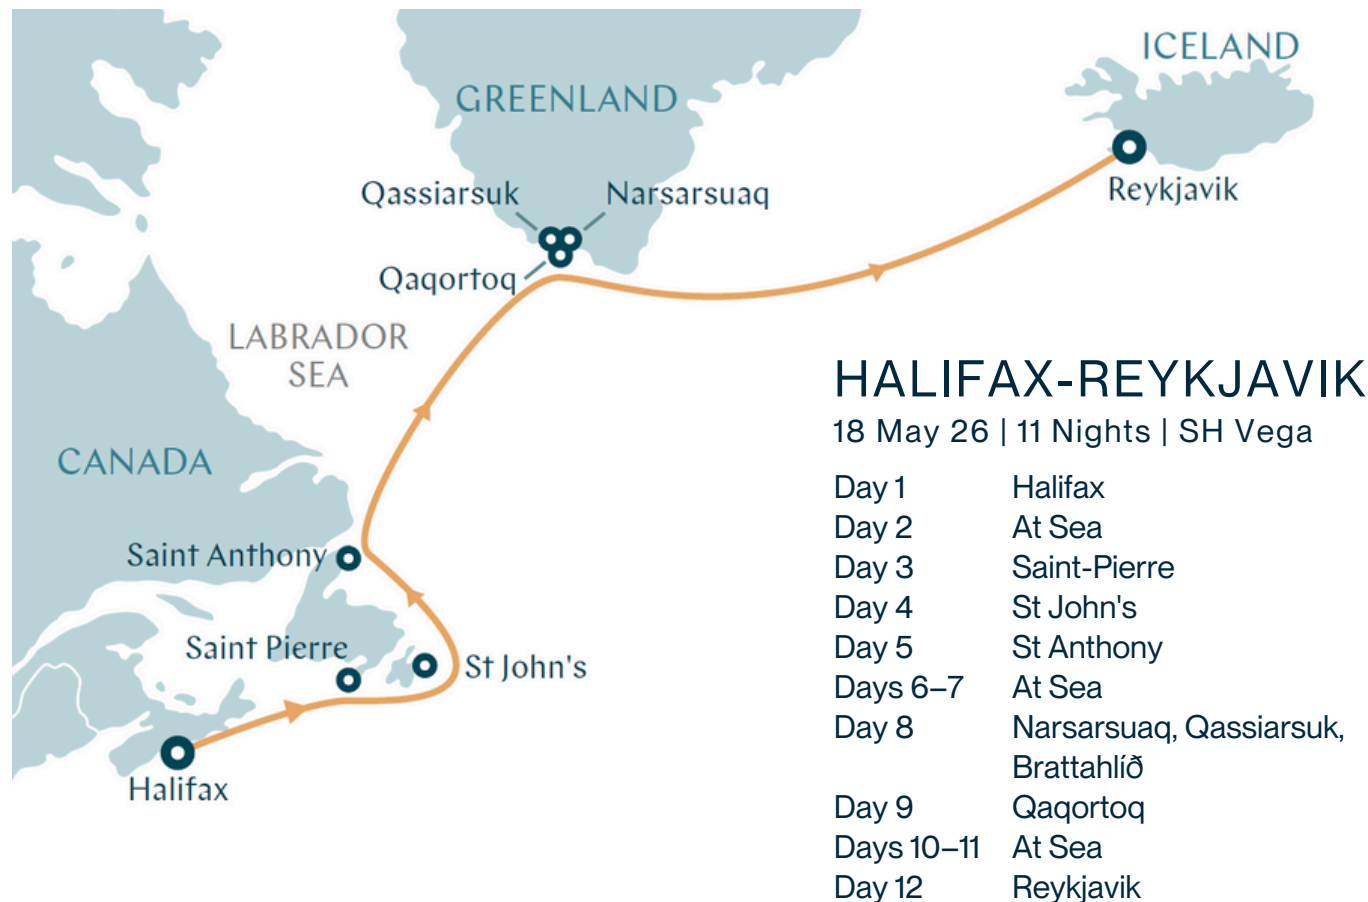 ICELAND
GREENLAND
Qassiarsuk
Narsarsuaq
Reykjavik
Qaqortoq
LABRADOR
SEA
CANADA
Saint Anthony
Saint Pierre
St John's
Halifax
HALIFAX-REYKJAVIK
18 May 26 | 11 Nights | SH Vega
Day 1 Halifax
Day 2 At Sea
Day 3 Saint-Pierre
Day 4 St John's
Day 5 St Anthony
Days 6–7 At Sea
Day 8 Narsarsuaq, Qassiarsuk,
Brattahlíð
Day 9 Qaqortoq
Days 10–11 At Sea
Day 12 Reykjavik